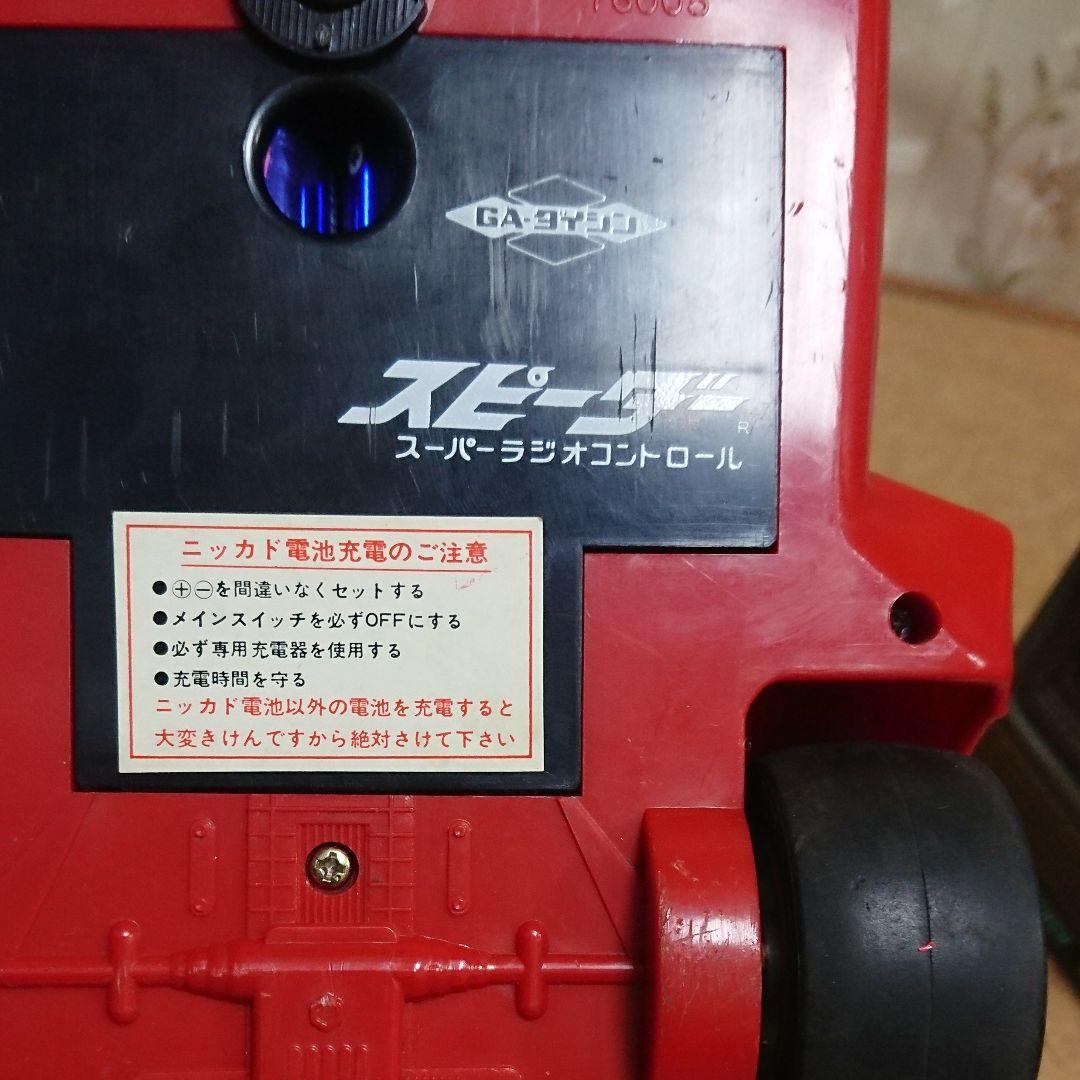 76008
GA-ダイシン
スピーダー
R
スーパーラジオコントロール
ニッカド電池充電のご注意
●⊕⊖を間違いなくセットする
●メインスイッチを必ずOFFにする
●必ず専用充電器を使用する
●充電時間を守る
ニッカド電池以外の電池を充電すると
大変きけんですから絶対さけて下さい